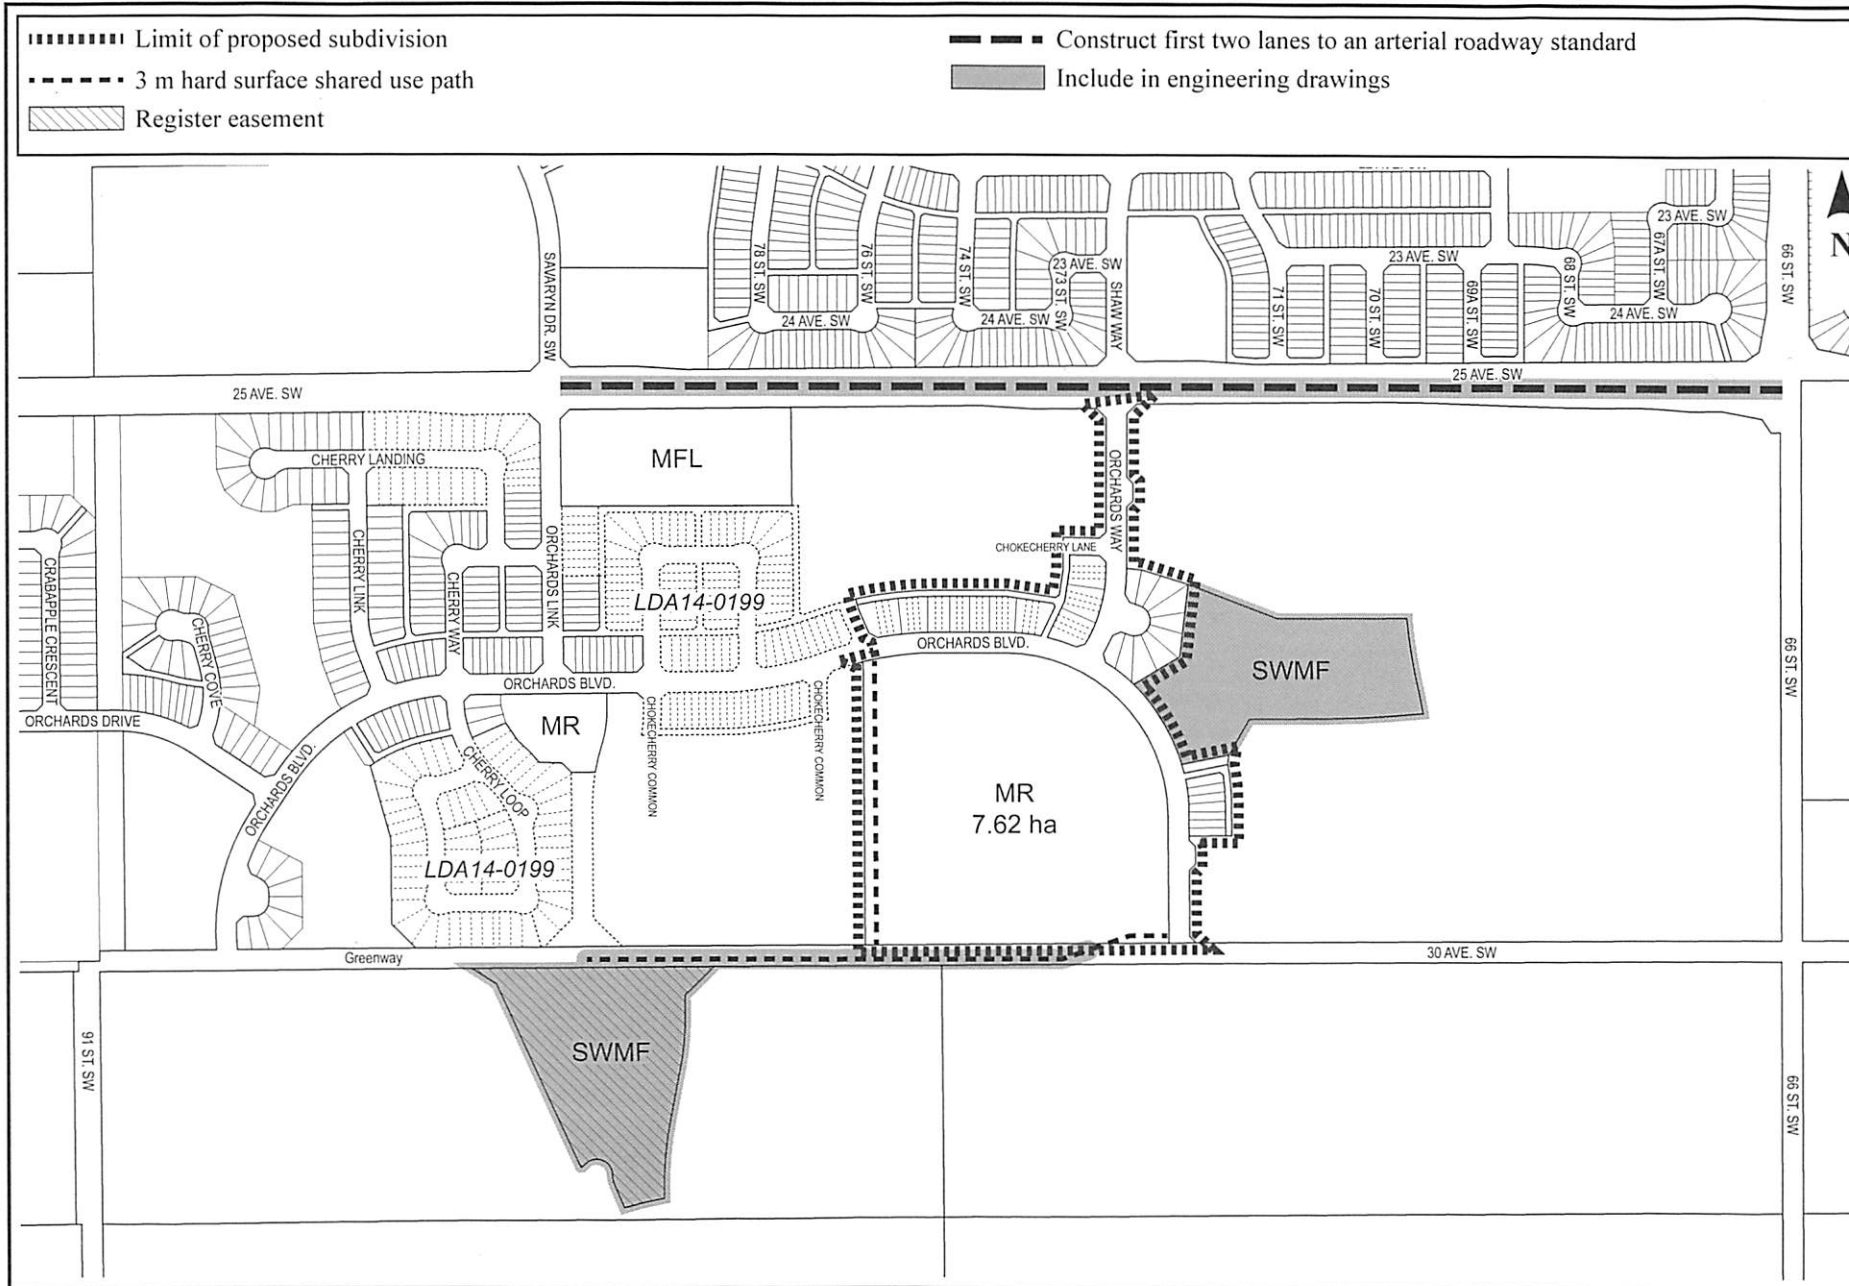 Limit of proposed subdivision
Construct first two lanes to an arterial roadway standard
3 m hard surface shared use path
Include in engineering drawings
Register easement
N
23 AVE. SW
67A ST. SW
66 ST. SW
78 ST. SW
76 ST. SW
74 ST. SW
23 AVE. SW
73 ST. SW
SHAW WAY
23 AVE. SW
71 ST. SW
70 ST. SW
69A ST. SW
68 ST. SW
24 AVE. SW
24 AVE. SW
24 AVE. SW
SAVARYN DR. SW
25 AVE. SW
25 AVE. SW
CHERRY LANDING
MFL
ORCHARDS WAY
CHOKECHERRY LANE
CRABAPPLE CRESCENT
CHERRY LINK
CHERRY WAY
ORCHARDS LINK
LDA14-0199
CHERRY COVE
ORCHARDS BLVD.
SWMF
66 ST. SW
ORCHARDS BLVD.
ORCHARDS DRIVE
MR
CHOKECHERRY COMMON
CHOKECHERRY COMMON
ORCHARDS BLVD.
CHERRY LOOP
MR
7.62 ha
LDA14-0199
Greenway
30 AVE. SW
91 ST. SW
SWMF
66 ST. SW